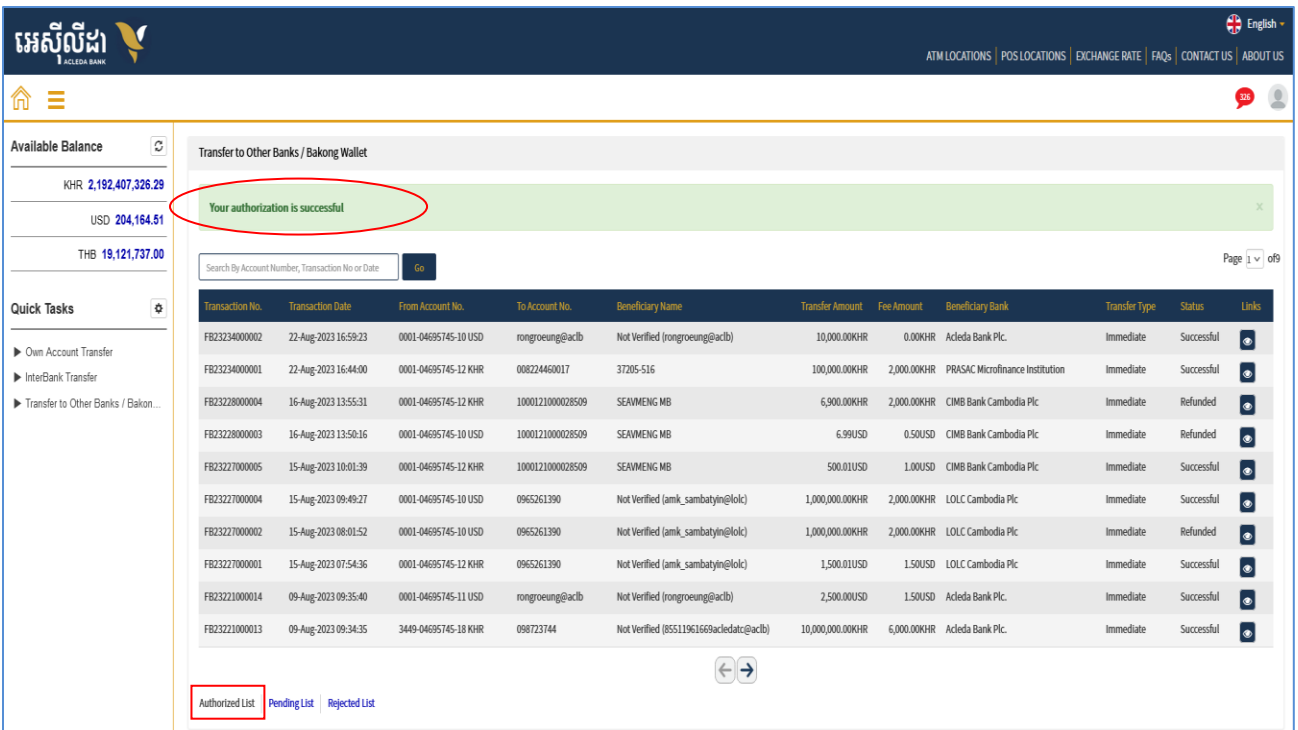 English
អេស៊ីលីដា
ACLEDA BANK
ATM LOCATIONS | POS LOCATIONS | EXCHANGE RATE | FAQs | CONTACT US | ABOUT US
326
Available Balance
KHR 2,192,407,326.29
USD 204,164.51
THB 19,121,737.00
Quick Tasks
Own Account Transfer
InterBank Transfer
Transfer to Other Banks / Bakon...
Transfer to Other Banks / Bakong Wallet
Your authorization is successful x
Search By Account Number, Transaction No or Date Go Page 1 of9
Transaction No. Transaction Date From Account No. To Account No. Beneficiary Name Transfer Amount Fee Amount Beneficiary Bank Transfer Type Status Links
FB23234000002 22-Aug-2023 16:59:23 0001-04695745-10 USD rongroeung@aclb Not Verified (rongroeung@aclb) 10,000.00KHR 0.00KHR Acleda Bank Plc. Immediate Successful
FB23234000001 22-Aug-2023 16:44:00 0001-04695745-12 KHR 008224460017 37205-516 100,000.00KHR 2,000.00KHR PRASAC Microfinance Institution Immediate Successful
FB23228000004 16-Aug-2023 13:55:31 0001-04695745-12 KHR 1000121000028509 SEAVMENG MB 6,900.00KHR 2,000.00KHR CIMB Bank Cambodia Plc Immediate Refunded
FB23228000003 16-Aug-2023 13:50:16 0001-04695745-10 USD 1000121000028509 SEAVMENG MB 6.99USD 0.50USD CIMB Bank Cambodia Plc Immediate Refunded
FB23227000005 15-Aug-2023 10:01:39 0001-04695745-12 KHR 1000121000028509 SEAVMENG MB 500.01USD 1.00USD CIMB Bank Cambodia Plc Immediate Successful
FB23227000004 15-Aug-2023 09:49:27 0001-04695745-10 USD 0965261390 Not Verified (amk_sambatyin@lolc) 1,000,000.00KHR 2,000.00KHR LOLC Cambodia Plc Immediate Successful
FB23227000002 15-Aug-2023 08:01:52 0001-04695745-10 USD 0965261390 Not Verified (amk_sambatyin@lolc) 1,000,000.00KHR 2,000.00KHR LOLC Cambodia Plc Immediate Refunded
FB23227000001 15-Aug-2023 07:54:36 0001-04695745-12 KHR 0965261390 Not Verified (amk_sambatyin@lolc) 1,500.01USD 1.50USD LOLC Cambodia Plc Immediate Successful
FB23221000014 09-Aug-2023 09:35:40 0001-04695745-11 USD rongroeung@aclb Not Verified (rongroeung@aclb) 2,500.00USD 1.50USD Acleda Bank Plc. Immediate Successful
FB23221000013 09-Aug-2023 09:34:35 3449-04695745-18 KHR 098723744 Not Verified (85511961669acledatc@aclb) 10,000,000.00KHR 6,000.00KHR Acleda Bank Plc. Immediate Successful
Authorized List | Pending List | Rejected List